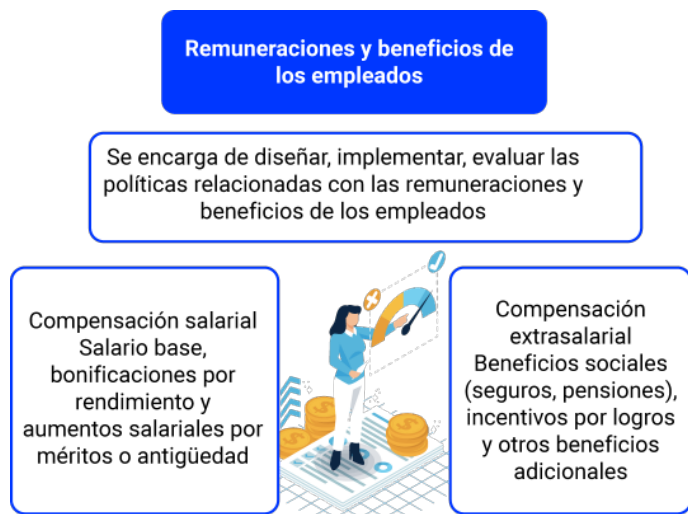 Remuneraciones y beneficios de
los empleados
Se encarga de diseñar, implementar, evaluar las
políticas relacionadas con las remuneraciones y
beneficios de los empleados
Compensación salarial
Salario base,
bonificaciones por
rendimiento y
aumentos salariales por
méritos o antigüedad
Compensación
extrasalarial
Beneficios sociales
(seguros, pensiones),
incentivos por logros
y otros beneficios
adicionales